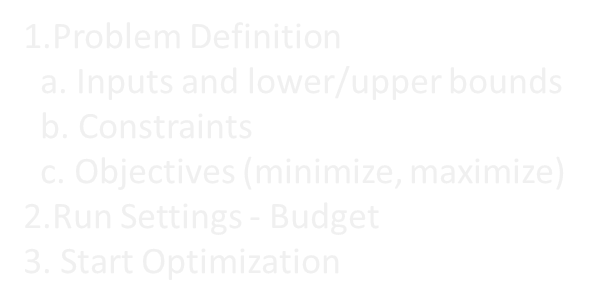 1.Problem Definition
a. Inputs and lower/upper bounds
b. Constraints
c. Objectives (minimize, maximize)
2.Run Settings - Budget
3. Start Optimization